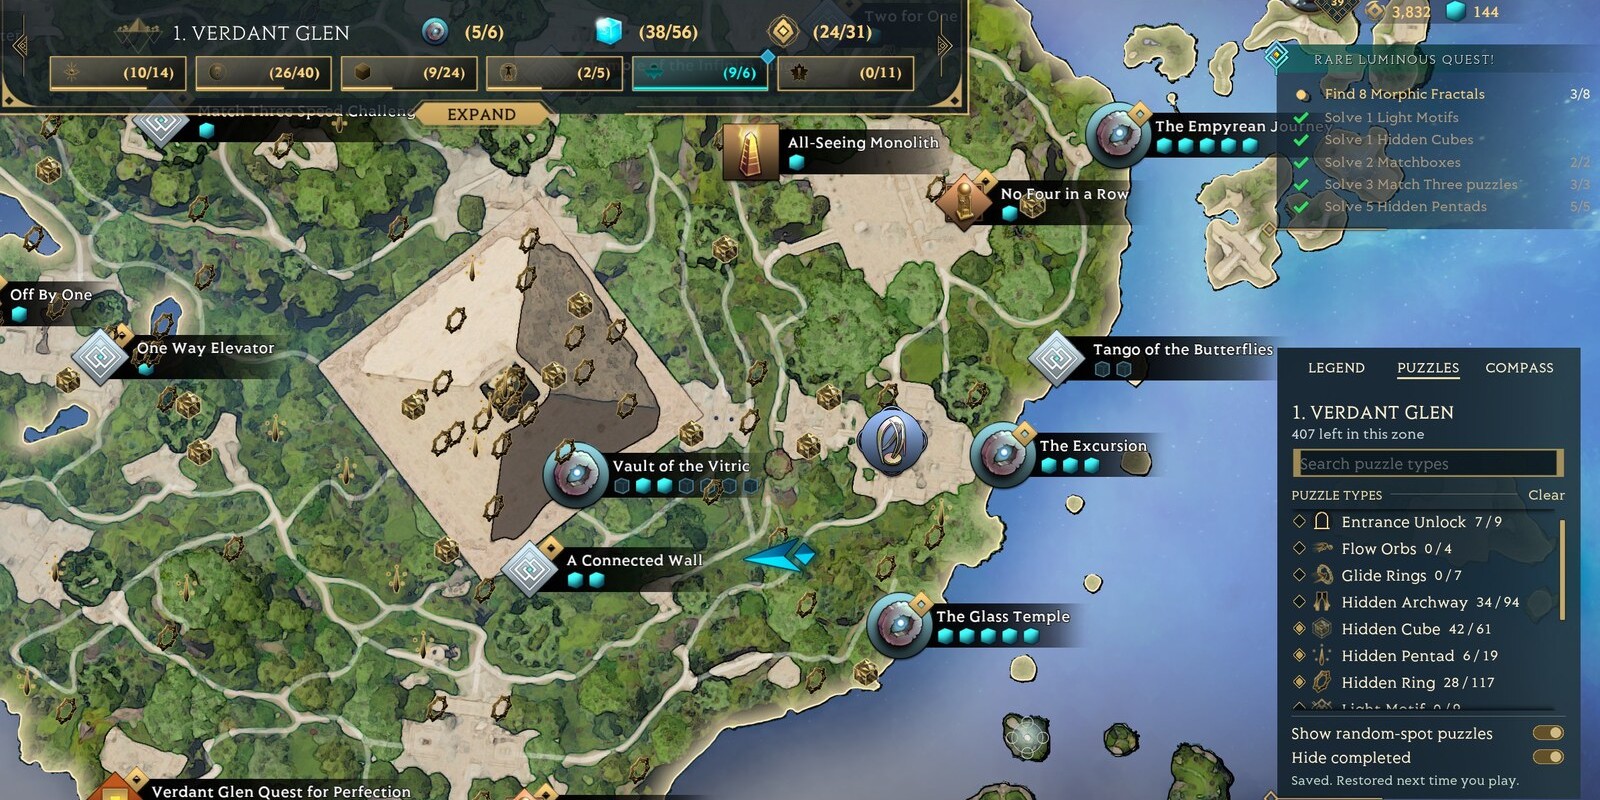 1. VERDANT GLEN
(5/6)
(38/56)
(24/31)
Two for One
(10/14)
(26/40)
(9/24)
(2/5)
(9/6)
(0/11)
EXPAND
39
3,832
144
RARE LUMINOUS QUEST!
Find 8 Morphic Fractals 3/8
Solve 1 Light Motifs
Solve 1 Hidden Cubes
Solve 2 Matchboxes 2/2
Solve 3 Match Three puzzles 3/3
Solve 5 Hidden Pentads 5/5
Match Three Speed Challeng
All-Seeing Monolith
The Empyrean Journey
No Four in a Row
Off By One
One Way Elevator
Tango of the Butterflies
The Excursion
Vault of the Vitric
A Connected Wall
The Glass Temple
Verdant Glen Quest for Perfection
LEGEND
PUZZLES
COMPASS
1. VERDANT GLEN
407 left in this zone
Search puzzle types
PUZZLE TYPES
Clear
Entrance Unlock 7/9
Flow Orbs 0/4
Glide Rings 0/7
Hidden Archway 34/94
Hidden Cube 42/61
Hidden Pentad 6/19
Hidden Ring 28/117
Light Motif 0/9
Show random-spot puzzles
Hide completed
Saved. Restored next time you play.